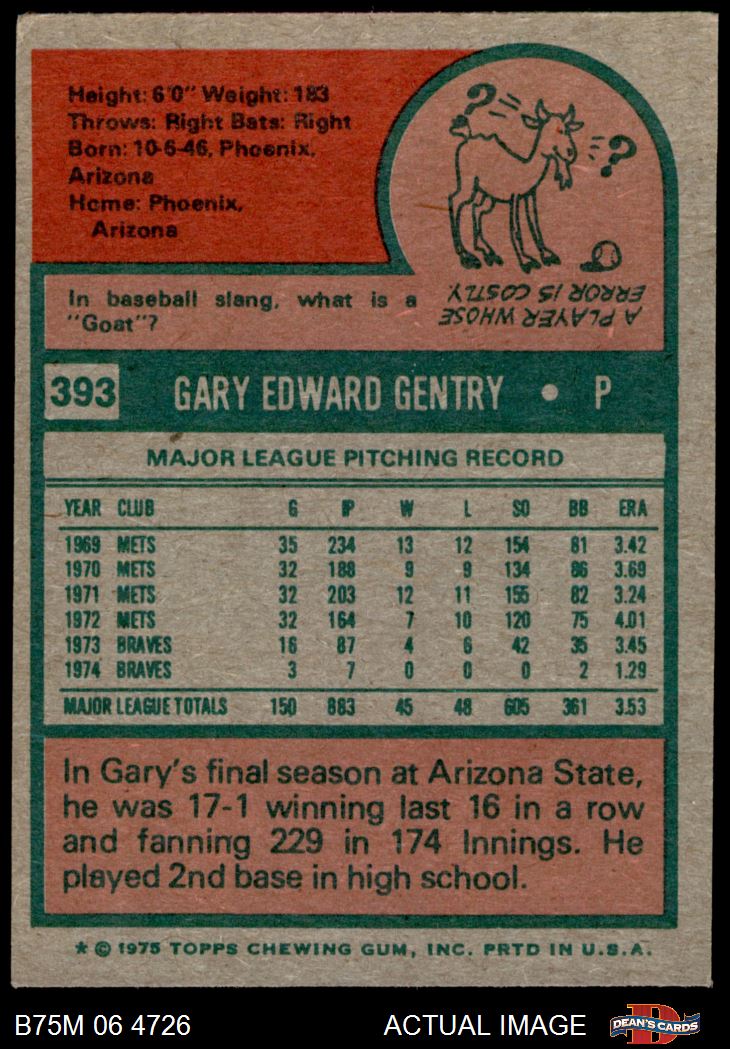 Height: 6'0" Weight: 183
Throws: Right Bats: Right
Born: 10-6-46, Phoenix,
Arizona
Home: Phoenix,
Arizona
? ?
In baseball slang, what is a
"Goat"?
A PLAYER WHOSE
ERROR IS COSTLY.
393 GARY EDWARD GENTRY • P
MAJOR LEAGUE PITCHING RECORD
YEAR CLUB G IP W L SO BB ERA
1969 METS 35 234 13 12 154 81 3.42
1970 METS 32 188 9 9 134 86 3.69
1971 METS 32 203 12 11 155 82 3.24
1972 METS 32 164 7 10 120 75 4.01
1973 BRAVES 16 87 4 6 42 35 3.45
1974 BRAVES 3 7 0 0 0 2 1.29
MAJOR LEAGUE TOTALS 150 883 45 48 605 361 3.53
In Gary's final season at Arizona State,
he was 17-1 winning last 16 in a row
and fanning 229 in 174 Innings. He
played 2nd base in high school.
* © 1975 TOPPS CHEWING GUM, INC. PRTD IN U.S.A.
B75M 06 4726 ACTUAL IMAGE DEAN'S CARDS